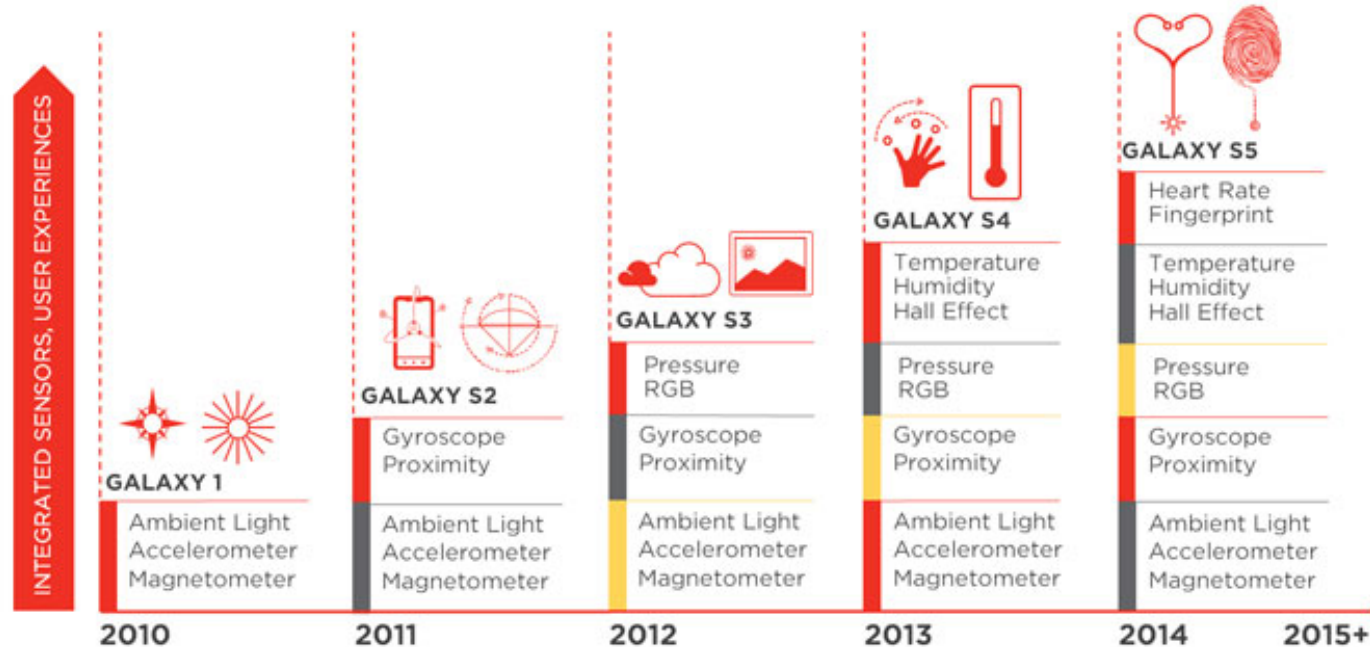 INTEGRATED SENSORS, USER EXPERIENCES
GALAXY 1
Ambient Light
Accelerometer
Magnetometer
2010
GALAXY S2
Gyroscope
Proximity
Ambient Light
Accelerometer
Magnetometer
2011
GALAXY S3
Pressure
RGB
Gyroscope
Proximity
Ambient Light
Accelerometer
Magnetometer
2012
GALAXY S4
Temperature
Humidity
Hall Effect
Pressure
RGB
Gyroscope
Proximity
Ambient Light
Accelerometer
Magnetometer
2013
GALAXY S5
Heart Rate
Fingerprint
Temperature
Humidity
Hall Effect
Pressure
RGB
Gyroscope
Proximity
Ambient Light
Accelerometer
Magnetometer
2014
2015+